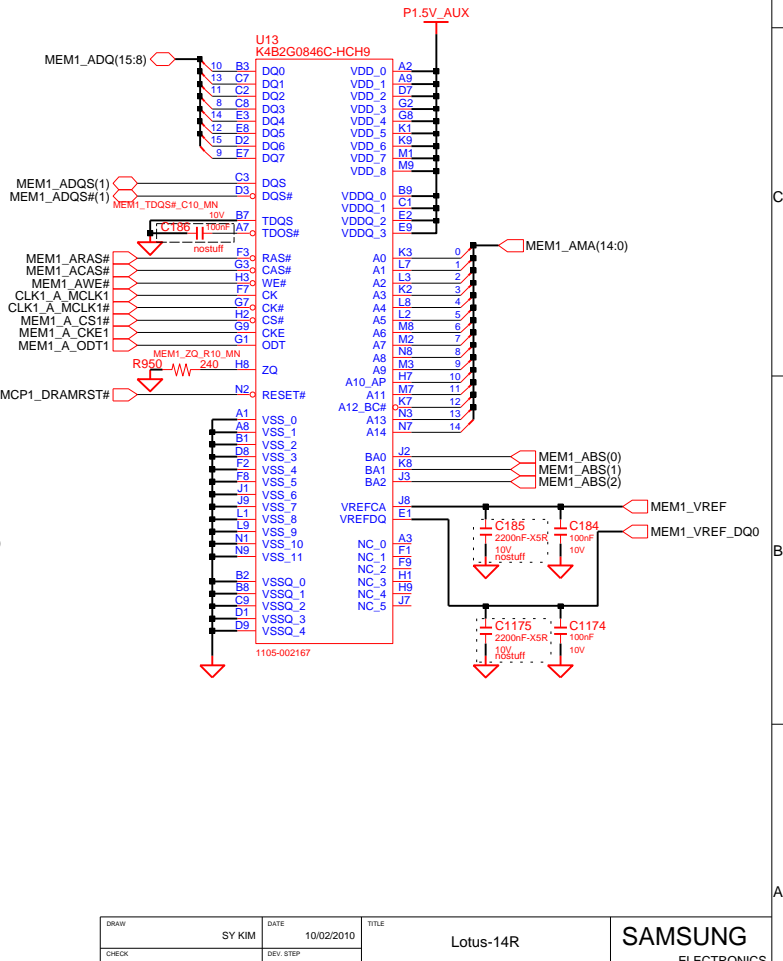 P1.5V_AUX
U13
K4B2G0846C-HCH9
MEM1_ADQ(15:8)
10 B3 DQ0
13 C7 DQ1
11 C2 DQ2
8 C8 DQ3
14 E3 DQ4
12 E8 DQ5
15 D2 DQ6
9 E7 DQ7
MEM1_ADQS(1) C3 DQS
MEM1_ADQS#(1) D3 DQS#
MEM1_TDQS#_C10_MN
B7 TDQS
10V
C186 100nF A7 TDOS#
nostuff
MEM1_ARAS# F3 RAS#
MEM1_ACAS# G3 CAS#
MEM1_AWE# H3 WE#
CLK1_A_MCLK1 F7 CK
CLK1_A_MCLK1# G7 CK#
MEM1_A_CS1# H2 CS#
MEM1_A_CKE1 G9 CKE
MEM1_A_ODT1 G1 ODT
MEM1_ZQ_R10_MN
R950 240 H8 ZQ
MCP1_DRAMRST# N2 RESET#
A1 VSS_0
A8 VSS_1
B1 VSS_2
D8 VSS_3
F2 VSS_4
F8 VSS_5
J1 VSS_6
J9 VSS_7
L1 VSS_8
L9 VSS_9
N1 VSS_10
N9 VSS_11
B2 VSSQ_0
B8 VSSQ_1
C9 VSSQ_2
D1 VSSQ_3
D9 VSSQ_4
1105-002167
VDD_0 A2
VDD_1 A9
VDD_2 D7
VDD_3 G2
VDD_4 G8
VDD_5 K1
VDD_6 K9
VDD_7 M1
VDD_8 M9
VDDQ_0 B9
VDDQ_1 C1
VDDQ_2 E2
VDDQ_3 E9
MEM1_AMA(14:0)
A0 K3 0
A1 L7 1
A2 L3 2
A3 K2 3
A4 L8 4
A5 L2 5
A6 M8 6
A7 M2 7
A8 N8 8
A9 M3 9
A10_AP H7 10
A11 M7 11
A12_BC# K7 12
A13 N3 13
A14 N7 14
BA0 J2 MEM1_ABS(0)
BA1 K8 MEM1_ABS(1)
BA2 J3 MEM1_ABS(2)
VREFCA J8 MEM1_VREF
VREFDQ E1 MEM1_VREF_DQ0
C185
2200nF-X5R
10V
nostuff
C184
100nF
10V
NC_0 A3
NC_1 F1
NC_2 F9
NC_3 H1
NC_4 H9
NC_5 J7
C1175
2200nF-X5R
10V
nostuff
C1174
100nF
10V
C
B
A
DRAW
SY KIM
DATE
10/02/2010
TITLE
Lotus-14R
SAMSUNG
ELECTRONICS
CHECK
DEV. STEP